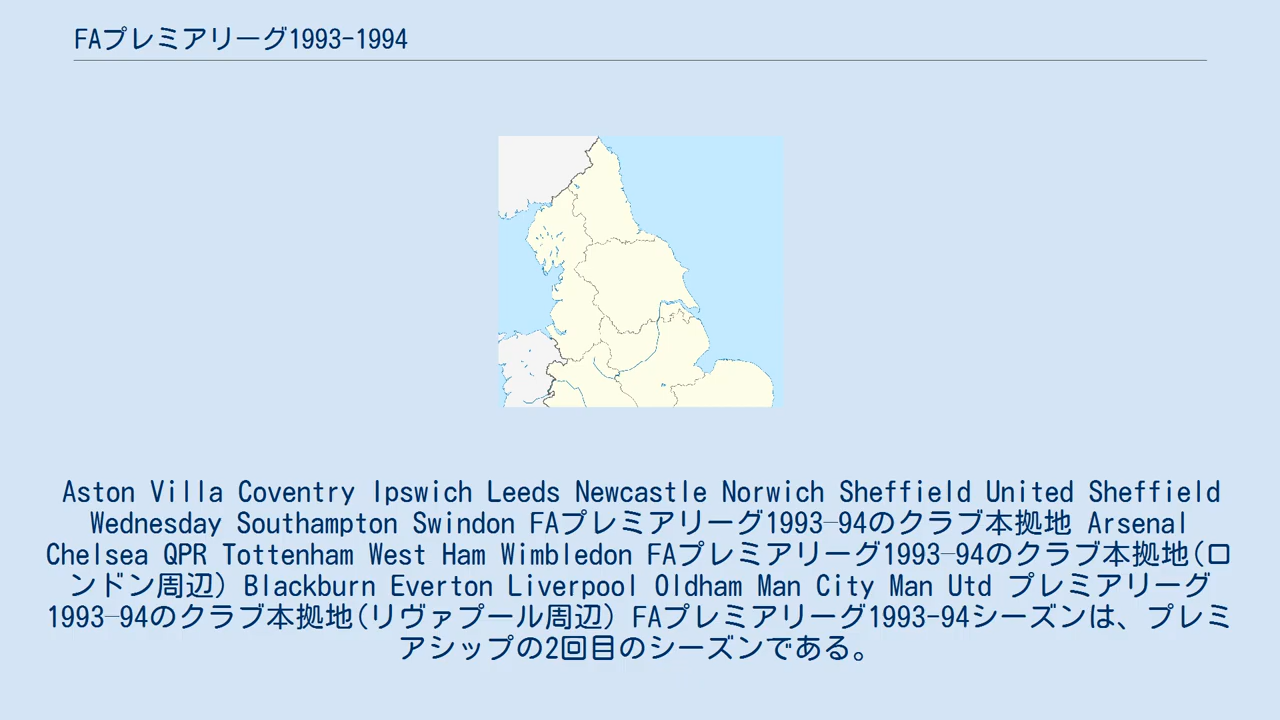 FAプレミアリーグ1993-1994
Aston Villa Coventry Ipswich Leeds Newcastle Norwich Sheffield United Sheffield
Wednesday Southampton Swindon FAプレミアリーグ1993–94のクラブ本拠地 Arsenal
Chelsea QPR Tottenham West Ham Wimbledon FAプレミアリーグ1993–94のクラブ本拠地(ロ
ンドン周辺) Blackburn Everton Liverpool Oldham Man City Man Utd プレミアリーグ
1993–94のクラブ本拠地(リヴァプール周辺) FAプレミアリーグ1993-94シーズンは、プレミ
アシップの2回目のシーズンである。